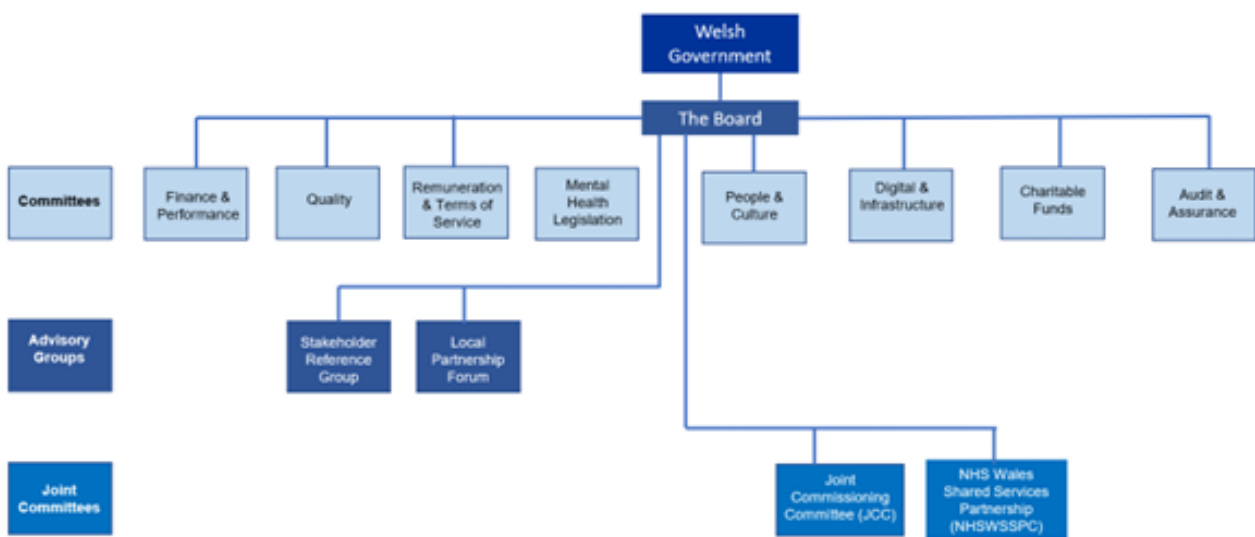 Welsh
Government
The Board
Committees
Finance &
Performance
Quality
Remuneration
& Terms of
Service
Mental
Health
Legislation
People &
Culture
Digital &
Infrastructure
Charitable
Funds
Audit &
Assurance
Advisory
Groups
Stakeholder
Reference
Group
Local
Partnership
Forum
Joint
Committees
Joint
Commissioning
Committee (JCC)
NHS Wales
Shared Services
Partnership
(NHSWSSPC)